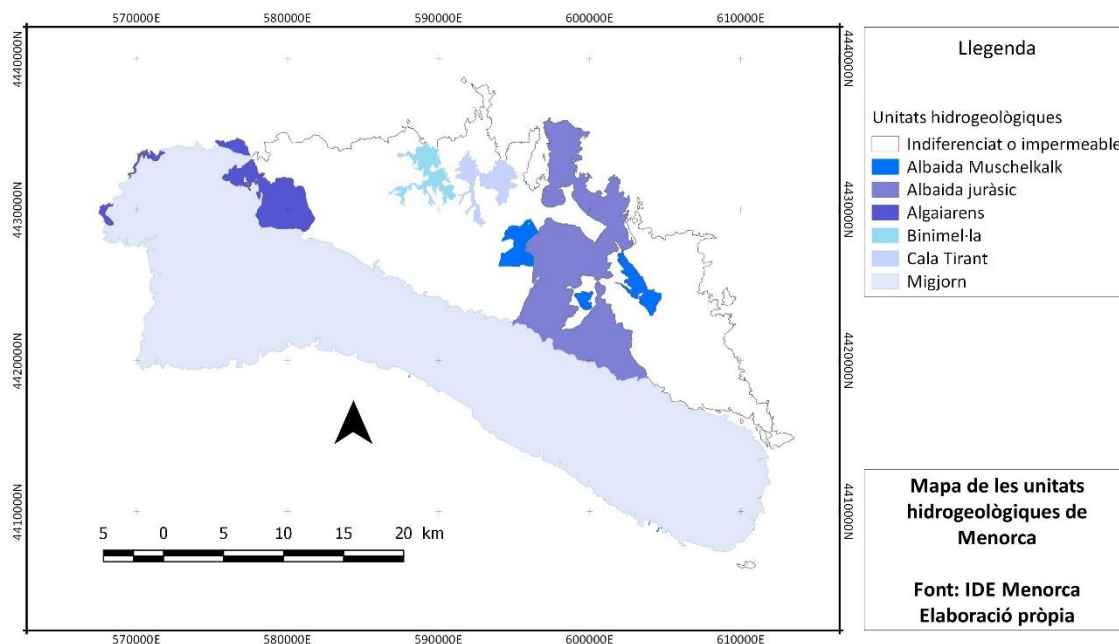 570000E 580000E 590000E 600000E 610000E
4440000N 4440000N
4430000N 4430000N
4420000N 4420000N
4410000N 4410000N
5 0 5 10 15 20 km
570000E 580000E 590000E 600000E 610000E
Llegenda
Unitats hidrogeològiques
Indiferenciat o impermeable
Albaida Muschelkalk
Albaida juràsic
Algaiarens
Binimel·la
Cala Tirant
Migjorn
Mapa de les unitats
hidrogeològiques de
Menorca
Font: IDE Menorca
Elaboració pròpia